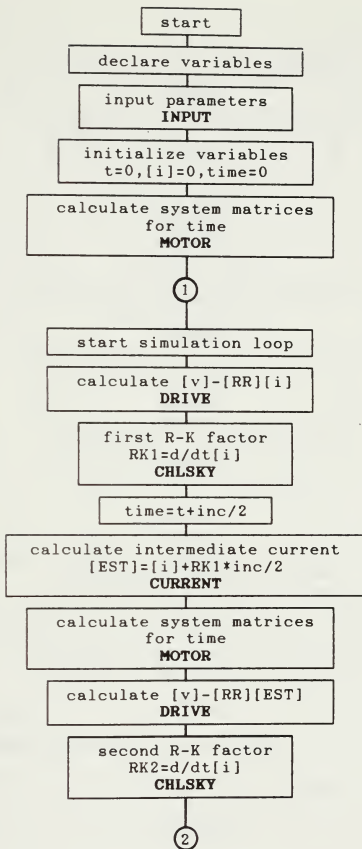 start
declare variables
input parameters
INPUT
initialize variables
t=0,[i]=0,time=0
calculate system matrices
for time
MOTOR
1
start simulation loop
calculate [v]-[RR][i]
DRIVE
first R-K factor
RK1=d/dt[i]
CHLSKY
time=t+inc/2
calculate intermediate current
[EST]=[i]+RK1*inc/2
CURRENT
calculate system matrices
for time
MOTOR
calculate [v]-[RR][EST]
DRIVE
second R-K factor
RK2=d/dt[i]
CHLSKY
2